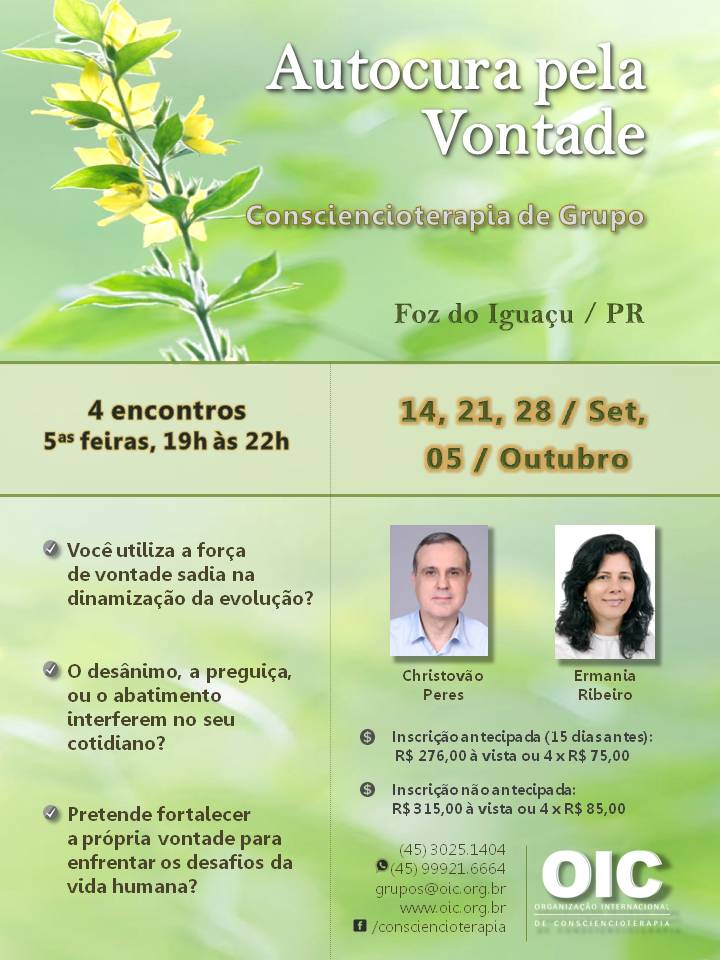 Autocura pela
Vontade
Consciencioterapia de Grupo
Foz do Iguaçu / PR
4 encontros
5ªs feiras, 19h às 22h
14, 21, 28 / Set,
05 / Outubro
Você utiliza a força
de vontade sadia na
dinamização da evolução?
O desânimo, a preguiça,
ou o abatimento
interferem no seu
cotidiano?
Pretende fortalecer
a própria vontade para
enfrentar os desafios da
vida humana?
Christovão
Peres
Ermania
Ribeiro
$ Inscrição antecipada (15 dias antes):
R$ 276,00 à vista ou 4 x R$ 75,00
$ Inscrição não antecipada:
R$ 315,00 à vista ou 4 x R$ 85,00
(45) 3025.1404
(45) 99921.6664
grupos@oic.org.br
www.oic.org.br
/consciencioterapia
OIC
ORGANIZAÇÃO INTERNACIONAL
DE CONSCIENCIOTERAPIA